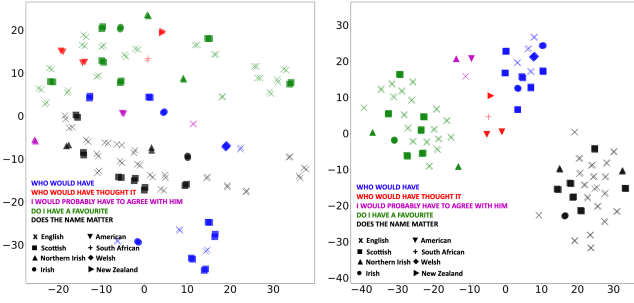 20
10
0
−10
−20
−30
−20
−10
0
10
20
30
WHO WOULD HAVE
WHO WOULD HAVE THOUGHT IT
I WOULD PROBABLY HAVE TO AGREE WITH HIM
DO I HAVE A FAVOURITE
DOES THE NAME MATTER
English
American
Scottish
South African
Northern Irish
Welsh
Irish
New Zealand
30
20
10
0
−10
−20
−30
−40
−40
−30
−20
−10
0
10
20
30
WHO WOULD HAVE
WHO WOULD HAVE THOUGHT IT
I WOULD PROBABLY HAVE TO AGREE WITH HIM
DO I HAVE A FAVOURITE
DOES THE NAME MATTER
English
American
Scottish
South African
Northern Irish
Welsh
Irish
New Zealand